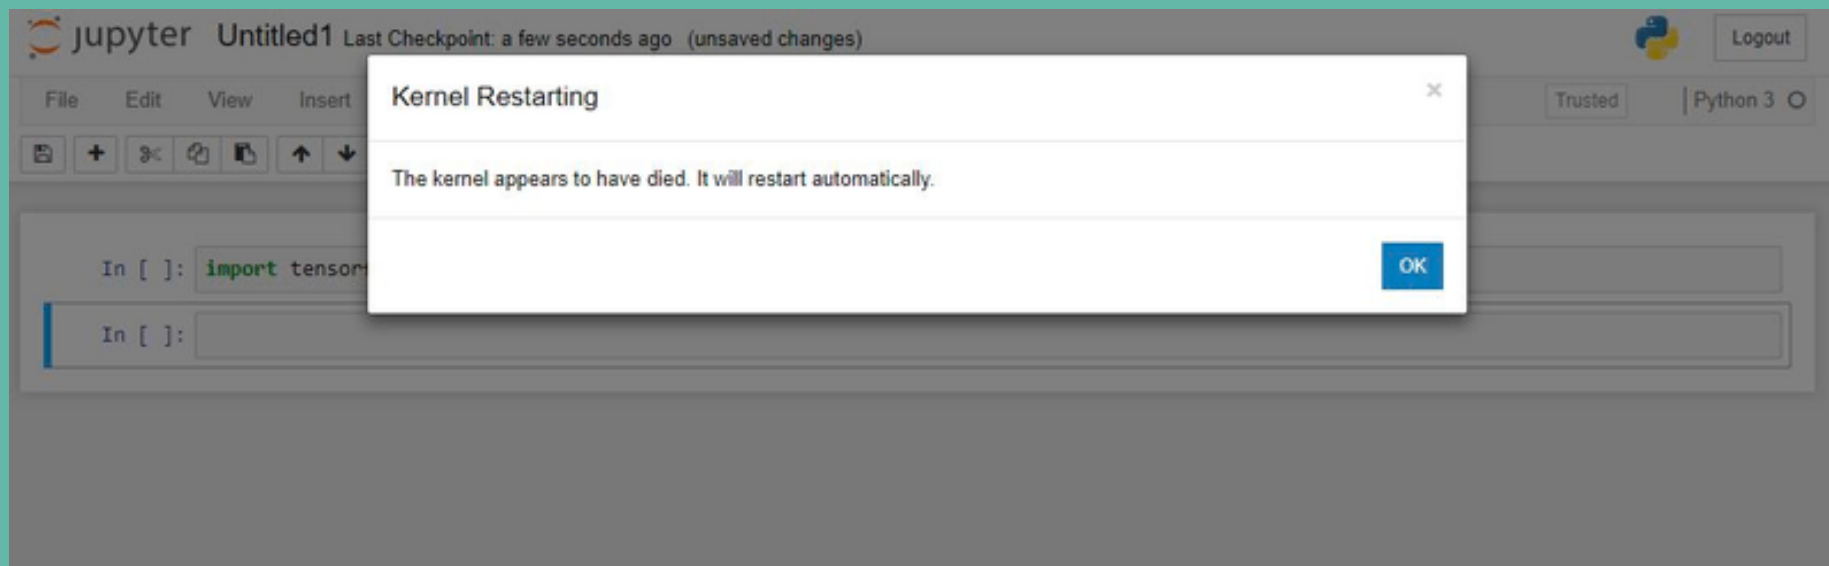 jupyter Untitled1 Last Checkpoint: a few seconds ago (unsaved changes)
Logout
File Edit View Insert
Trusted
Python 3
Kernel Restarting
The kernel appears to have died. It will restart automatically.
OK
In [ ]: import tensor
In [ ]: